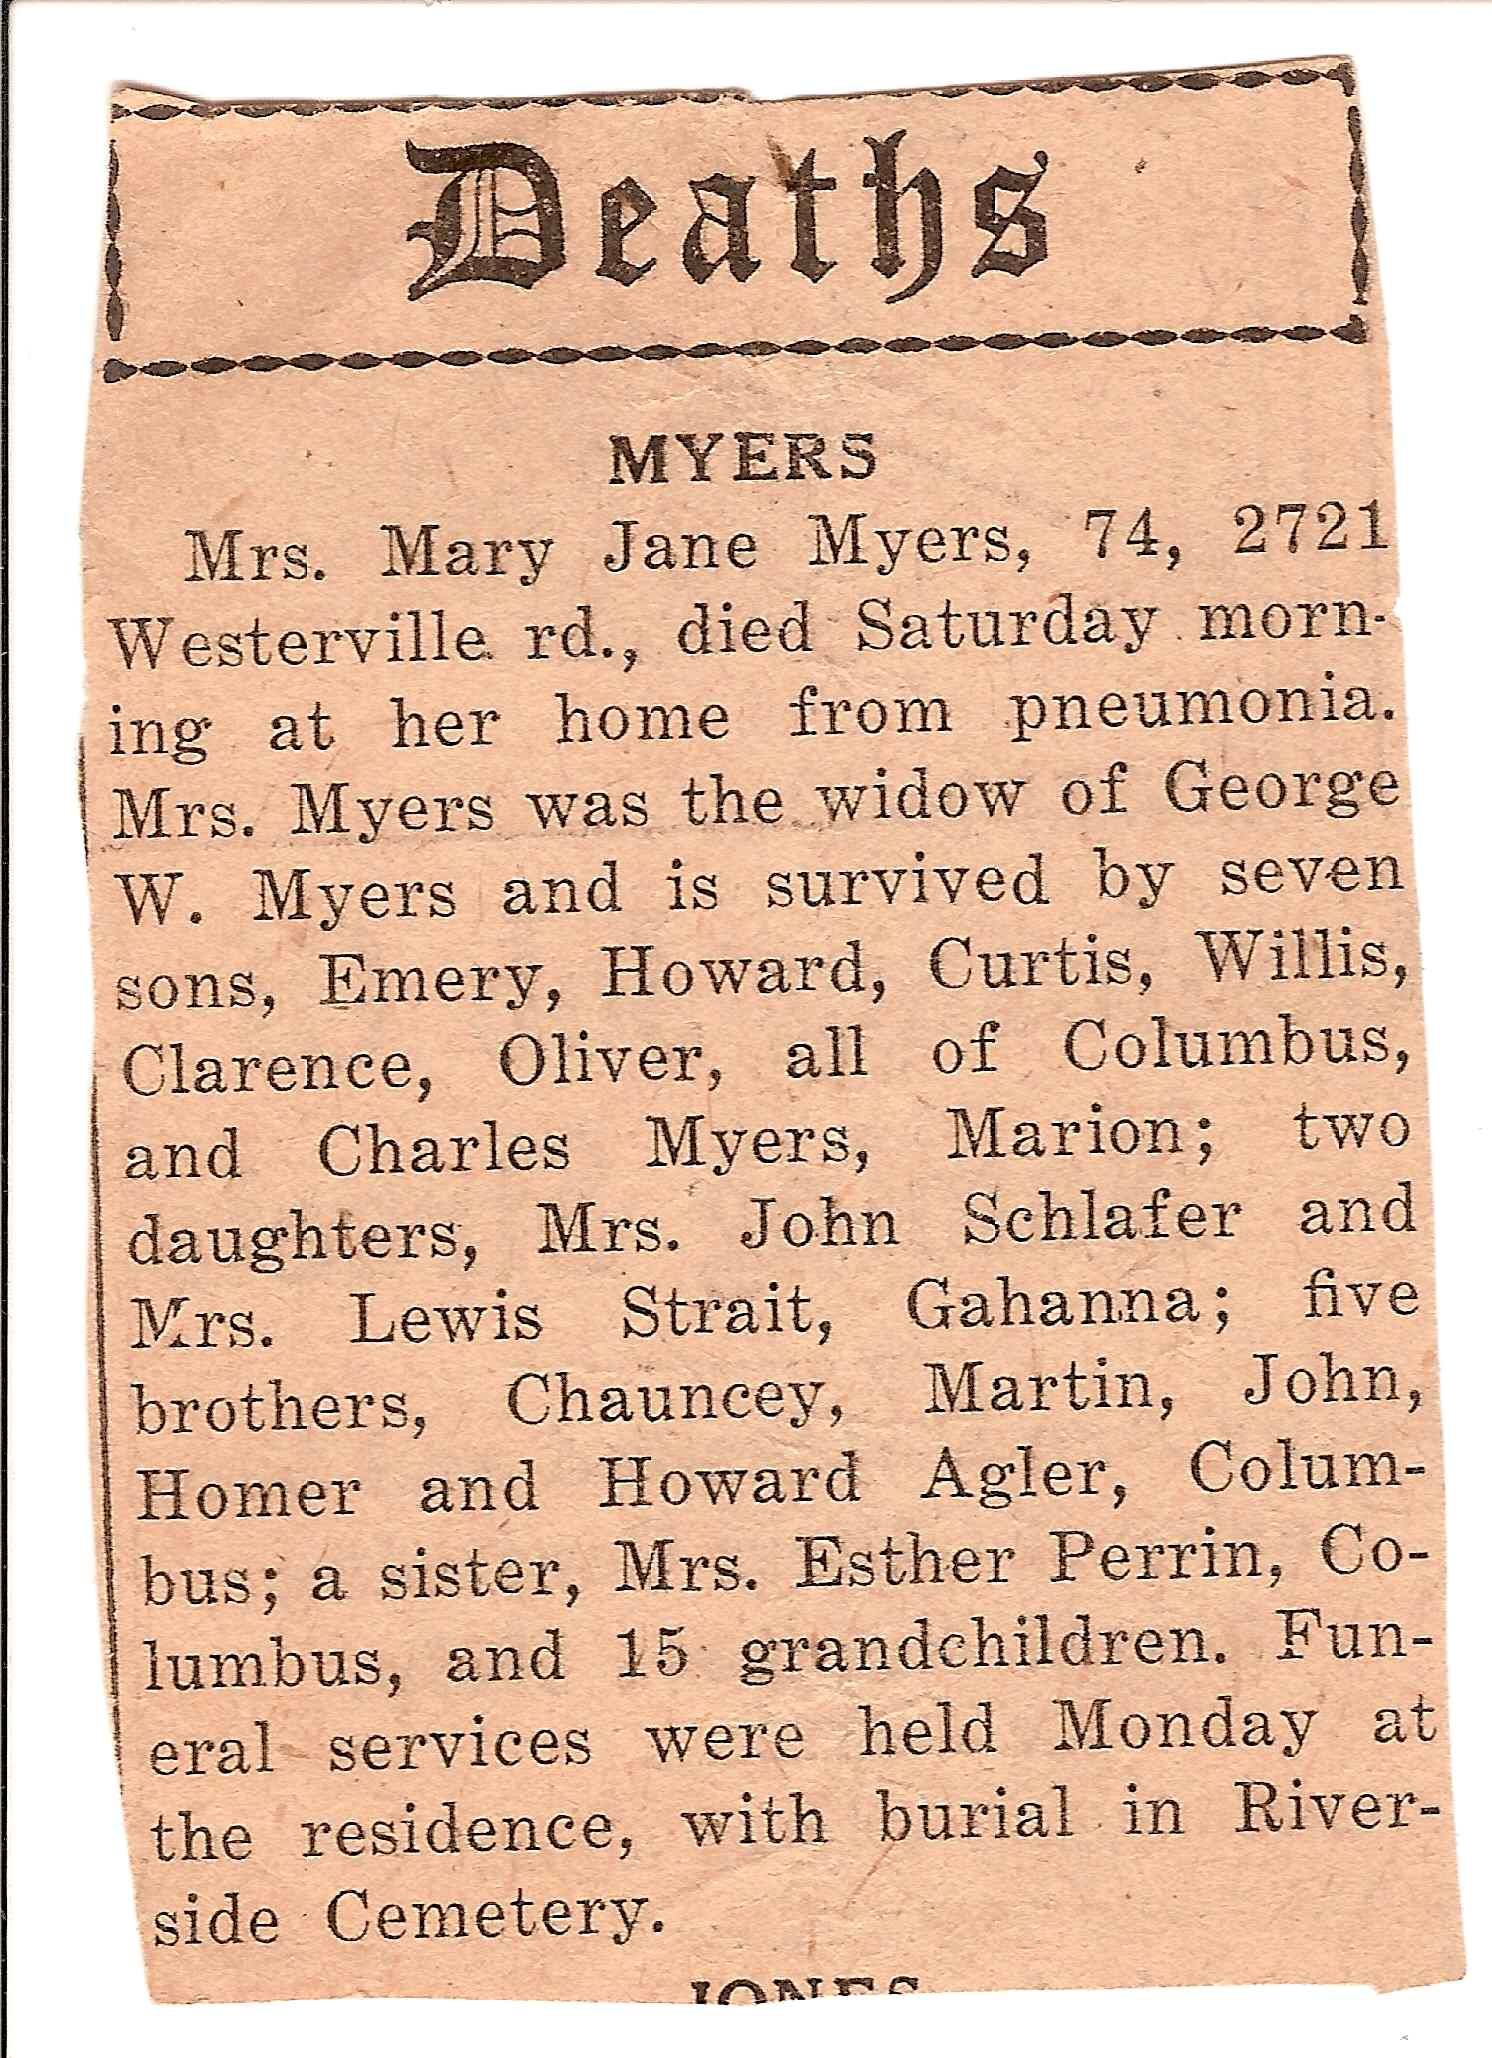 Deaths
MYERS
Mrs. Mary Jane Myers, 74, 2721
Westerville rd., died Saturday morn-
ing at her home from pneumonia.
Mrs. Myers was the widow of George
W. Myers and is survived by seven
sons, Emery, Howard, Curtis, Willis,
Clarence, Oliver, all of Columbus,
and Charles Myers, Marion; two
daughters, Mrs. John Schlafer and
Mrs. Lewis Strait, Gahanna; five
brothers, Chauncey, Martin, John,
Homer and Howard Agler, Colum-
bus; a sister, Mrs. Esther Perrin, Co-
lumbus, and 15 grandchildren. Fun-
eral services were held Monday at
the residence, with burial in River-
side Cemetery.
JONES